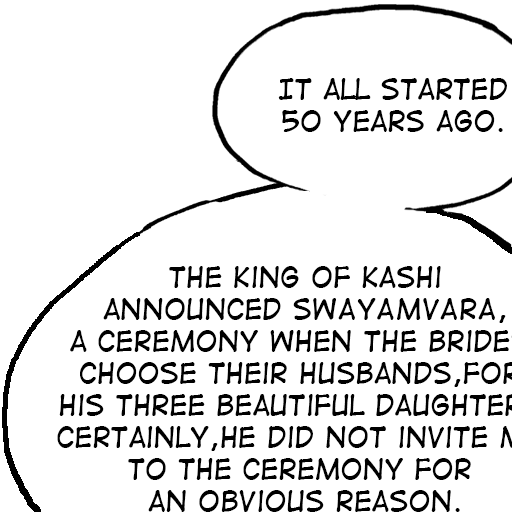 IT ALL STARTED
50 YEARS AGO.
THE KING OF KASHI
ANNOUNCED SWAYAMVARA,
A CEREMONY WHEN THE BRIDE
CHOOSE THEIR HUSBANDS,FOR
HIS THREE BEAUTIFUL DAUGHTER
CERTAINLY,HE DID NOT INVITE
TO THE CEREMONY FOR
AN OBVIOUS REASON.